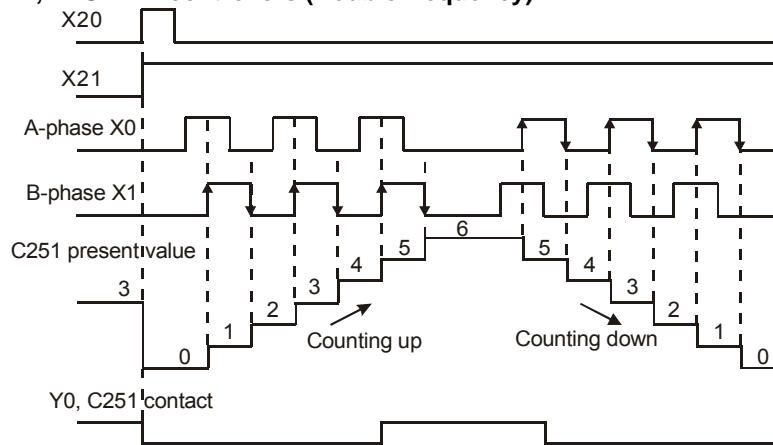 X20
X21
A-phase X0
B-phase X1
C251 present value
3
0
1
2
3
4
5
6
5
4
3
2
1
0
Counting up
Counting down
Y0, C251 contact